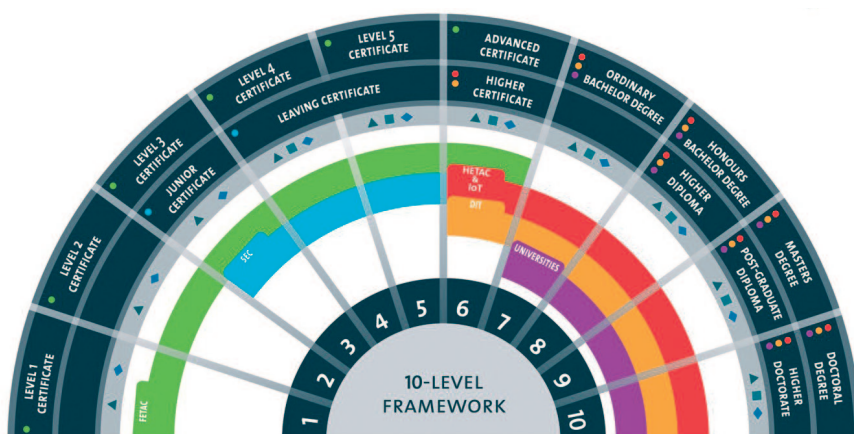 LEVEL 1
CERTIFICATE
LEVEL 2
CERTIFICATE
LEVEL 3
CERTIFICATE
LEVEL 4
CERTIFICATE
LEVEL 5
CERTIFICATE
ADVANCED
CERTIFICATE
ORDINARY
BACHELOR DEGREE
HONOURS
BACHELOR DEGREE
MASTERS
DEGREE
DOCTORAL
DEGREE
JUNIOR
CERTIFICATE
LEAVING CERTIFICATE
HIGHER
CERTIFICATE
HIGHER
DIPLOMA
POST-GRADUATE
DIPLOMA
HIGHER
DOCTORATE
FETAC
SEC
HETAC
&
IoT
DIT
UNIVERSITIES
1
2
3
4
5
6
7
8
9
10
10-LEVEL
FRAMEWORK